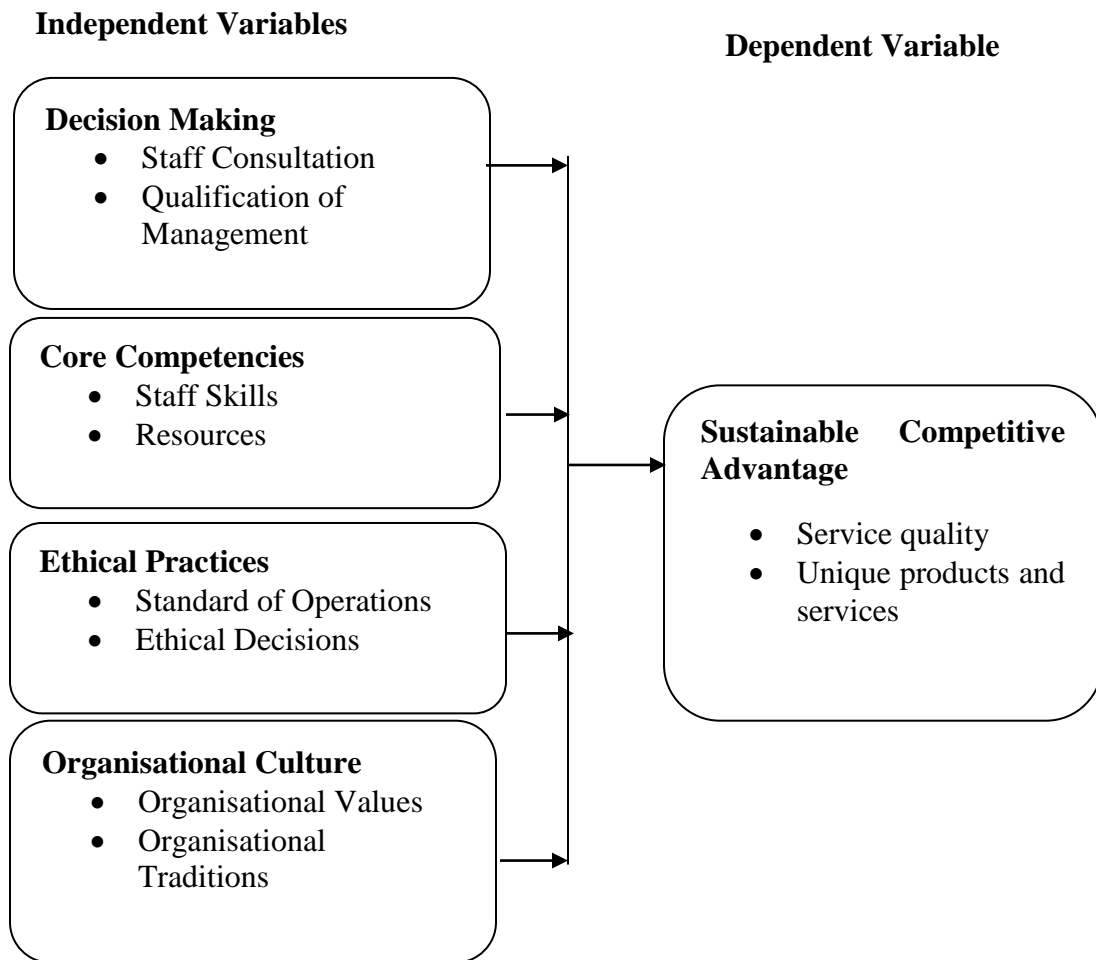 Independent Variables
Dependent Variable
Decision Making
• Staff Consultation
• Qualification of
Management
Core Competencies
• Staff Skills
• Resources
Ethical Practices
• Standard of Operations
• Ethical Decisions
Organisational Culture
• Organisational Values
• Organisational
Traditions
Sustainable Competitive
Advantage
• Service quality
• Unique products and
services